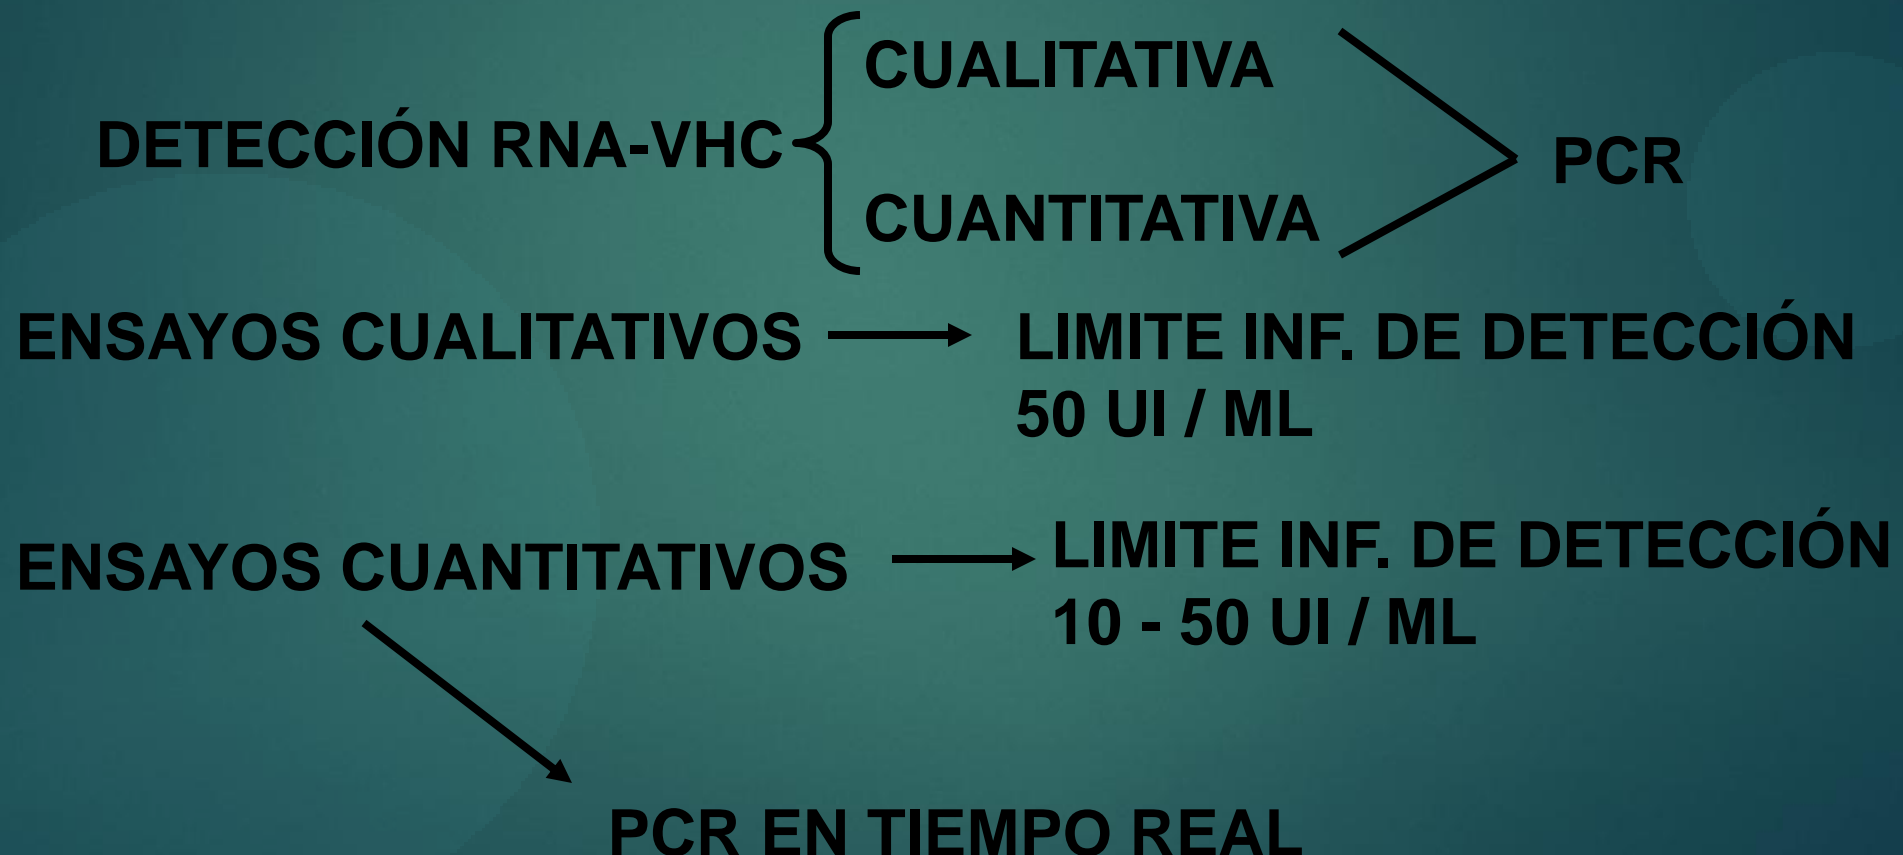 CUALITATIVA
DETECCIÓN RNA-VHC
PCR
CUANTITATIVA
ENSAYOS CUALITATIVOS
LIMITE INF. DE DETECCIÓN
50 UI / ML
ENSAYOS CUANTITATIVOS
LIMITE INF. DE DETECCIÓN
10 - 50 UI / ML
PCR EN TIEMPO REAL